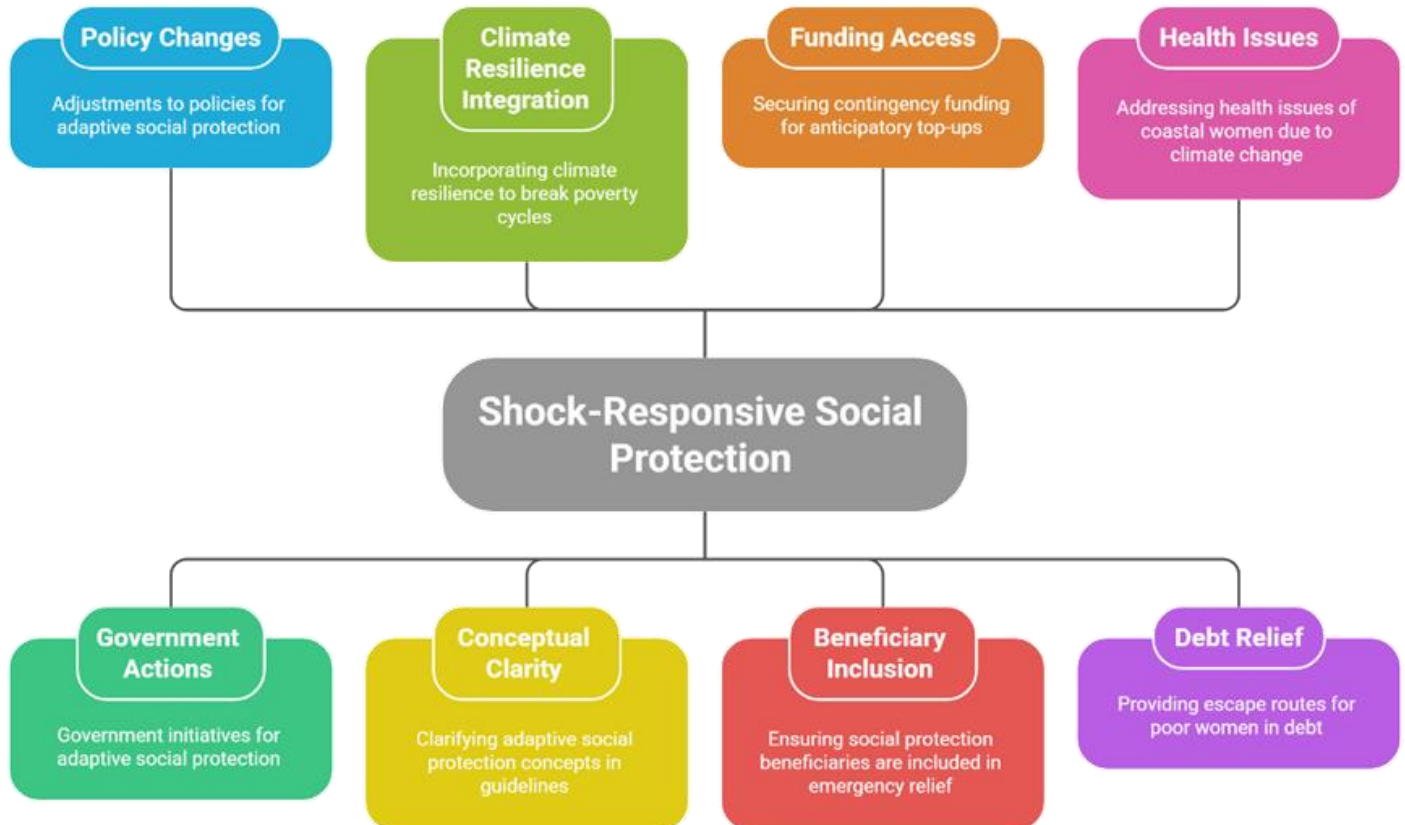 Policy Changes
Adjustments to policies for
adaptive social protection
Climate
Resilience
Integration
Incorporating climate
resilience to break poverty
cycles
Funding Access
Securing contingency funding
for anticipatory top-ups
Health Issues
Addressing health issues of
coastal women due to
climate change
Shock-Responsive Social
Protection
Government
Actions
Government initiatives for
adaptive social protection
Conceptual
Clarity
Clarifying adaptive social
protection concepts in
guidelines
Beneficiary
Inclusion
Ensuring social protection
beneficiaries are included in
emergency relief
Debt Relief
Providing escape routes for
poor women in debt